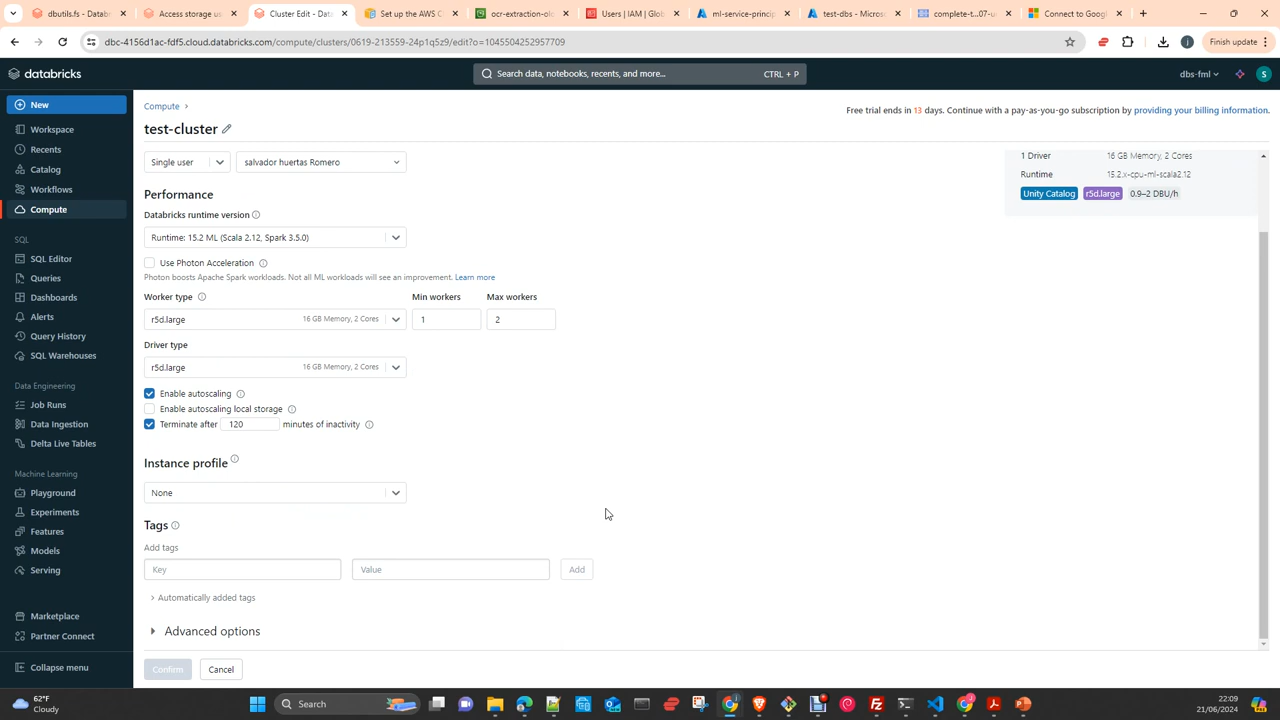 dbutils.fs - Datab
Access storage us
Cluster Edit - Dat
Set up the AWS C
ocr-extraction-olo
Users | IAM | Glob
ml-service-princip
test-dbs - Micros
complete-t...07-u
Connect to Google
Finish update
dbc-4156d1ac-fdf5.cloud.databricks.com/compute/clusters/0619-213559-24p1q5z9/edit?o=1045504252957709
databricks
Search data, notebooks, recents, and more...
CTRL + P
dbs-fml
S
New
Workspace
Recents
Catalog
Workflows
Compute
SQL
SQL Editor
Queries
Dashboards
Alerts
Query History
SQL Warehouses
Data Engineering
Job Runs
Data Ingestion
Delta Live Tables
Machine Learning
Playground
Experiments
Features
Models
Serving
Marketplace
Partner Connect
Collapse menu
Compute
Free trial ends in 13 days. Continue with a pay-as-you-go subscription by providing your billing information.
test-cluster
Single user
salvador huertas Romero
1 Driver 16 GB Memory, 2 Cores
Runtime 15.2.x-cpu-ml-scala2.12
Unity Catalog r5d.large 0.9–2 DBU/h
Performance
Databricks runtime version
Runtime: 15.2 ML (Scala 2.12, Spark 3.5.0)
Use Photon Acceleration
Photon boosts Apache Spark workloads. Not all ML workloads will see an improvement. Learn more
Worker type Min workers Max workers
r5d.large 16 GB Memory, 2 Cores 1 2
Driver type
r5d.large 16 GB Memory, 2 Cores
Enable autoscaling
Enable autoscaling local storage
Terminate after 120 minutes of inactivity
Instance profile
None
Tags
Add tags
Key Value Add
Automatically added tags
Advanced options
Confirm Cancel
62°F
Cloudy
Search
22:09
21/06/2024